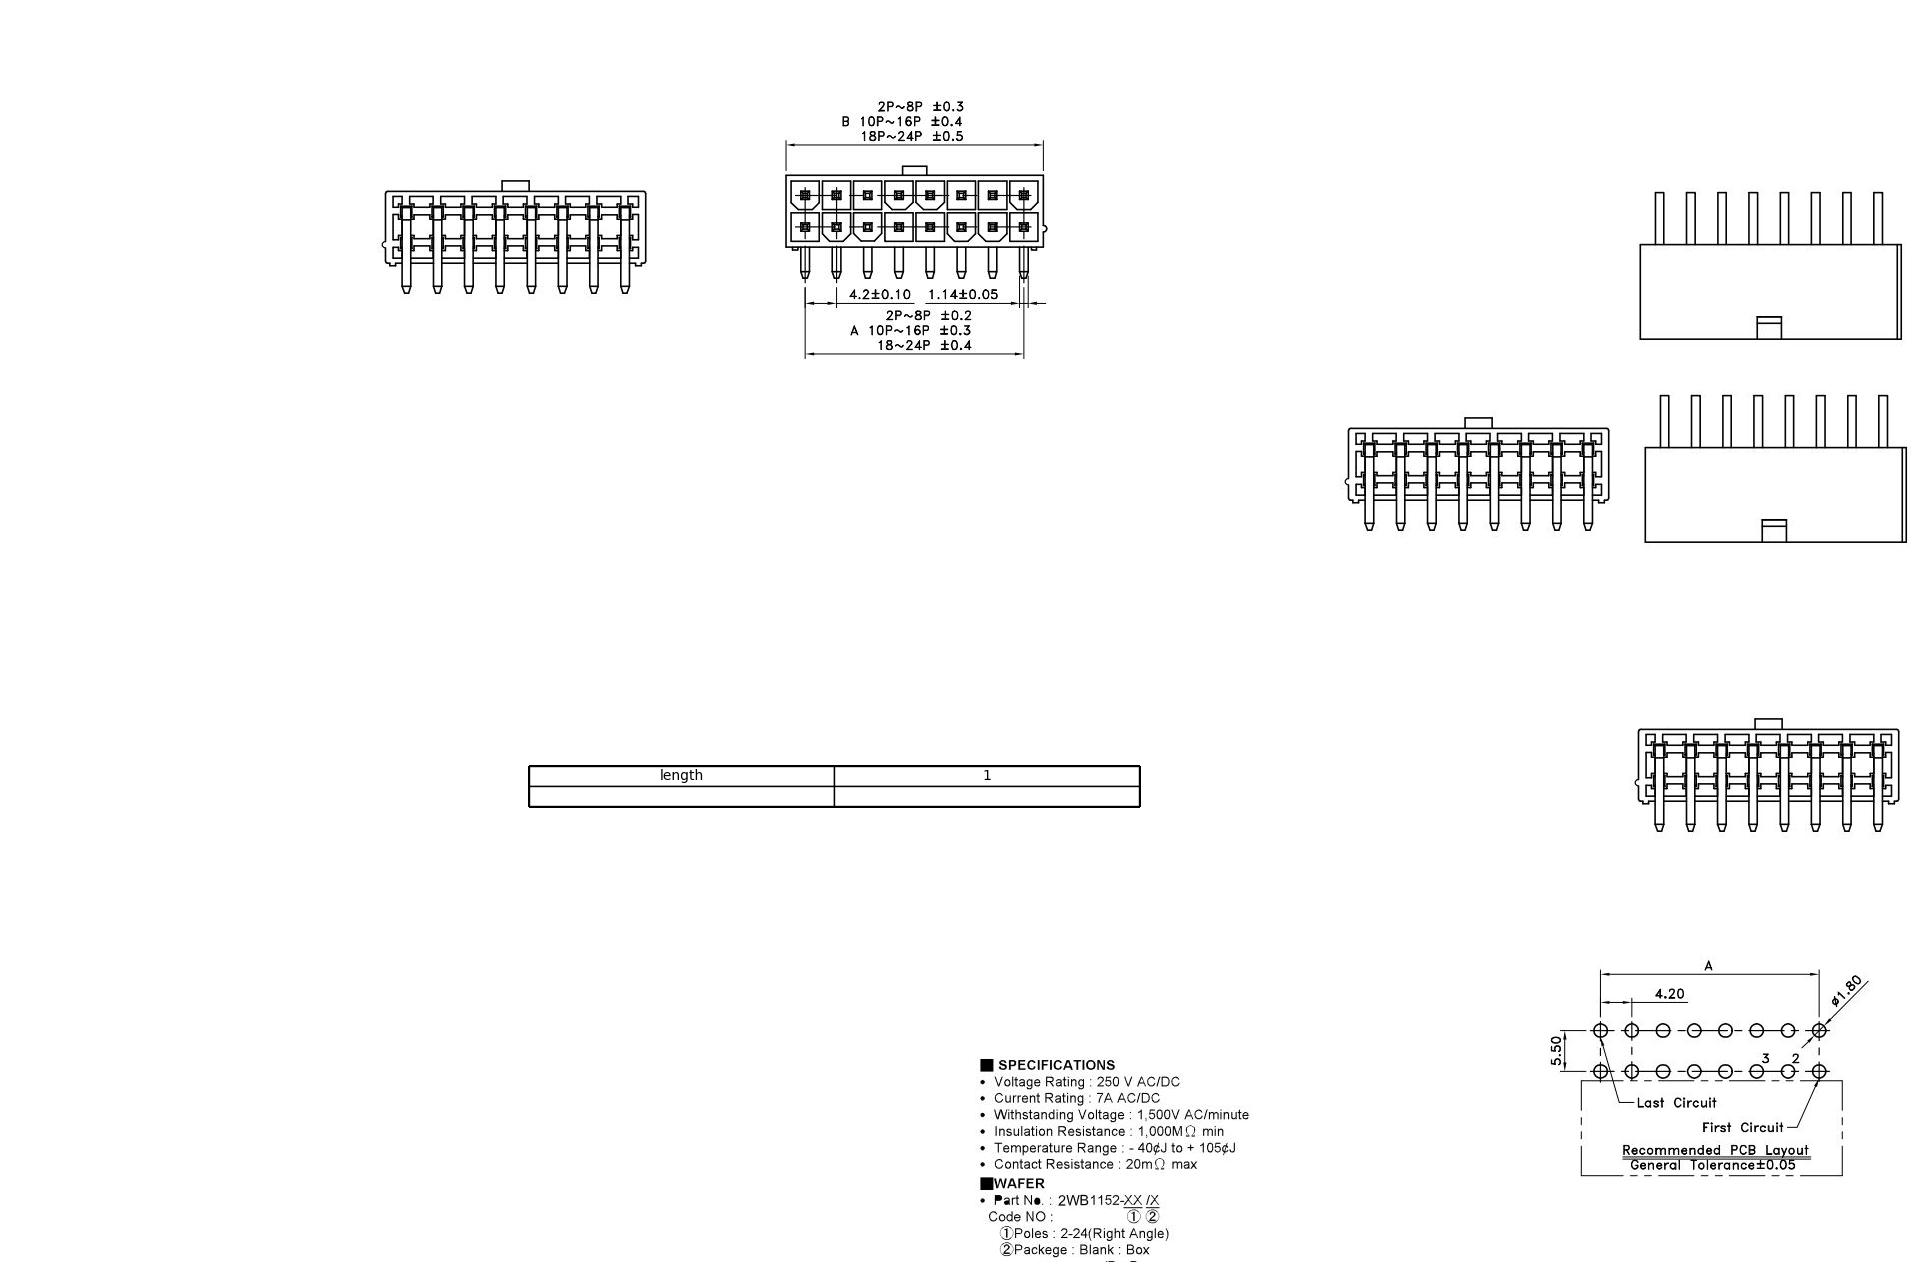 2P~8P ±0.3
B 10P~16P ±0.4
18P~24P ±0.5
4.2±0.10 1.14±0.05
2P~8P ±0.2
A 10P~16P ±0.3
18~24P ±0.4
length 1
A
4.20
ø1.80
5.50
3 2
Last Circuit
First Circuit
Recommended PCB Layout
General Tolerance±0.05
■ SPECIFICATIONS
• Voltage Rating : 250 V AC/DC
• Current Rating : 7A AC/DC
• Withstanding Voltage : 1,500V AC/minute
• Insulation Resistance : 1,000MΩ min
• Temperature Range : - 40¢J to + 105¢J
• Contact Resistance : 20mΩ max
■WAFER
• Part No. : 2WB1152-XX /X
Code NO : ① ②
①Poles : 2-24(Right Angle)
②Packege : Blank : Box